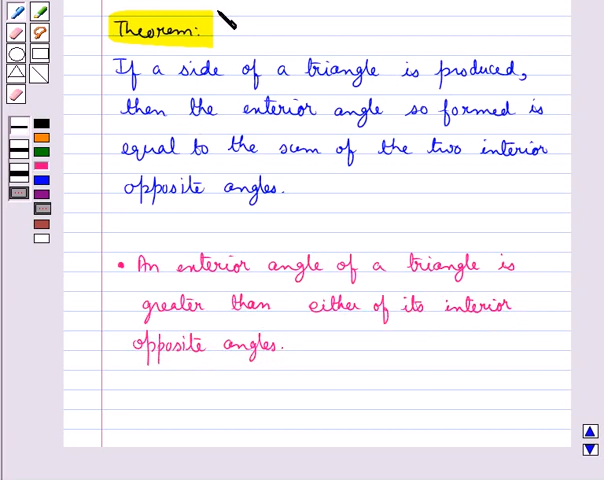 Theorem:
If a side of a triangle is produced,
then the exterior angle so formed is
equal to the sum of the two interior
opposite angles.
• An exterior angle of a triangle is
greater than either of its interior
opposite angles.